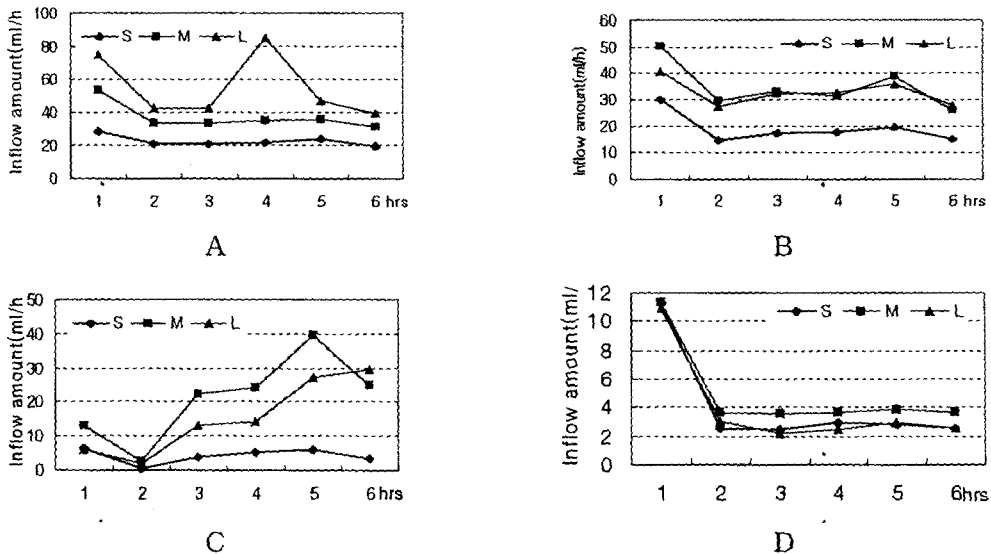 Inflow amount(ml/h
100
80
60
40
20
0
S M L
1 2 3 4 5 6 hrs
A
Inflow amount(ml/h)
60
50
40
30
20
10
0
S M L
1 2 3 4 5 6 hrs
B
Inflow amount(ml/h
50
40
30
20
10
0
S M L
1 2 3 4 5 6 hrs
C
Inflow amount(ml/
12
10
8
6
4
2
0
S M L
1 2 3 4 5 6hrs
D